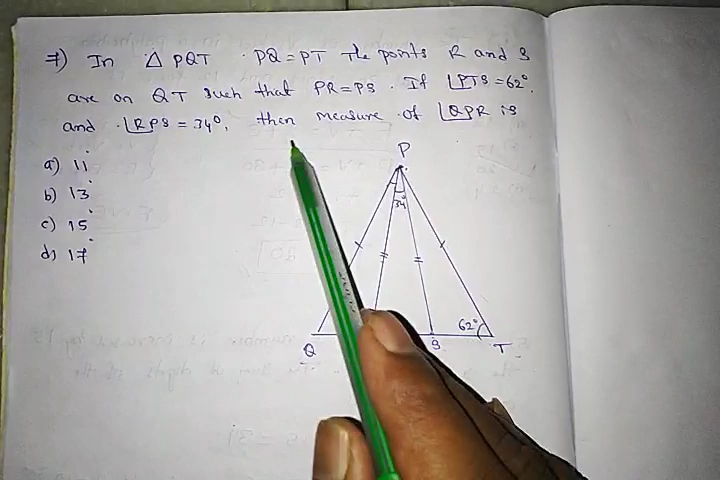 7) In △ PQT . PQ = PT The points R and S
are on QT such that PR = PS . If ∠PTS = 62°.
and ∠RPS = 34°, then measure of ∠QPR is
a) 11°
b) 13°
c) 15°
d) 17°
P
34°
62°
Q
S
T